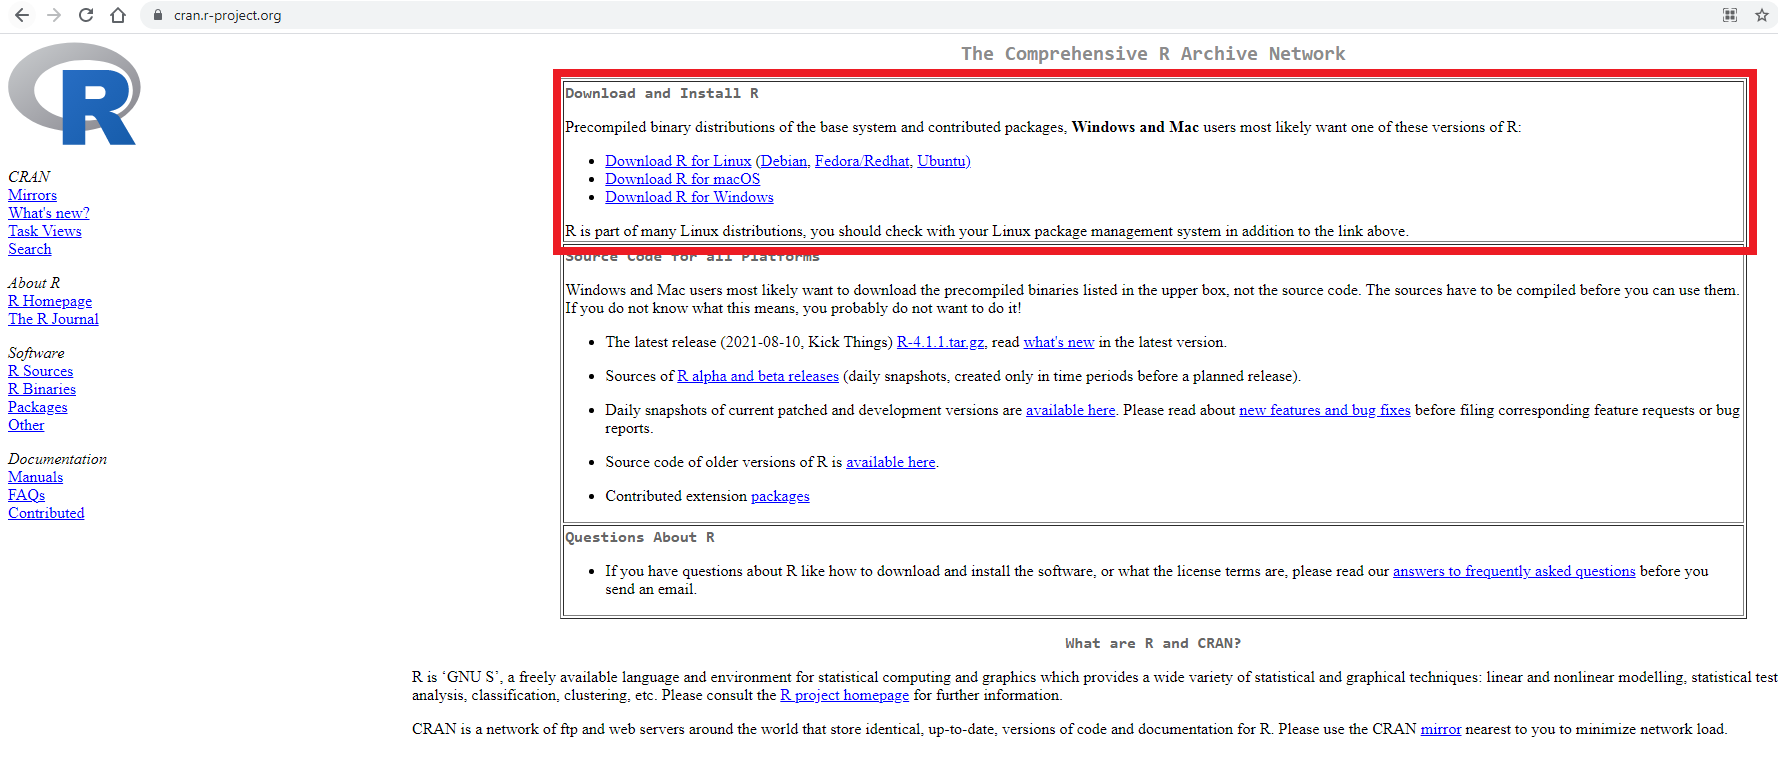 cran.r-project.org
R
The Comprehensive R Archive Network
Download and Install R
Precompiled binary distributions of the base system and contributed packages, Windows and Mac users most likely want one of these versions of R:
• Download R for Linux (Debian, Fedora/Redhat, Ubuntu)
• Download R for macOS
• Download R for Windows
R is part of many Linux distributions, you should check with your Linux package management system in addition to the link above.
Source Code for all Platforms
Windows and Mac users most likely want to download the precompiled binaries listed in the upper box, not the source code. The sources have to be compiled before you can use them.
If you do not know what this means, you probably do not want to do it!
• The latest release (2021-08-10, Kick Things) R-4.1.1.tar.gz, read what's new in the latest version.
• Sources of R alpha and beta releases (daily snapshots, created only in time periods before a planned release).
• Daily snapshots of current patched and development versions are available here. Please read about new features and bug fixes before filing corresponding feature requests or bug
reports.
• Source code of older versions of R is available here.
• Contributed extension packages
Questions About R
• If you have questions about R like how to download and install the software, or what the license terms are, please read our answers to frequently asked questions before you
send an email.
What are R and CRAN?
R is ‘GNU S’, a freely available language and environment for statistical computing and graphics which provides a wide variety of statistical and graphical techniques: linear and nonlinear modelling, statistical test
analysis, classification, clustering, etc. Please consult the R project homepage for further information.
CRAN is a network of ftp and web servers around the world that store identical, up-to-date, versions of code and documentation for R. Please use the CRAN mirror nearest to you to minimize network load.
CRAN
Mirrors
What's new?
Task Views
Search
About R
R Homepage
The R Journal
Software
R Sources
R Binaries
Packages
Other
Documentation
Manuals
FAQs
Contributed